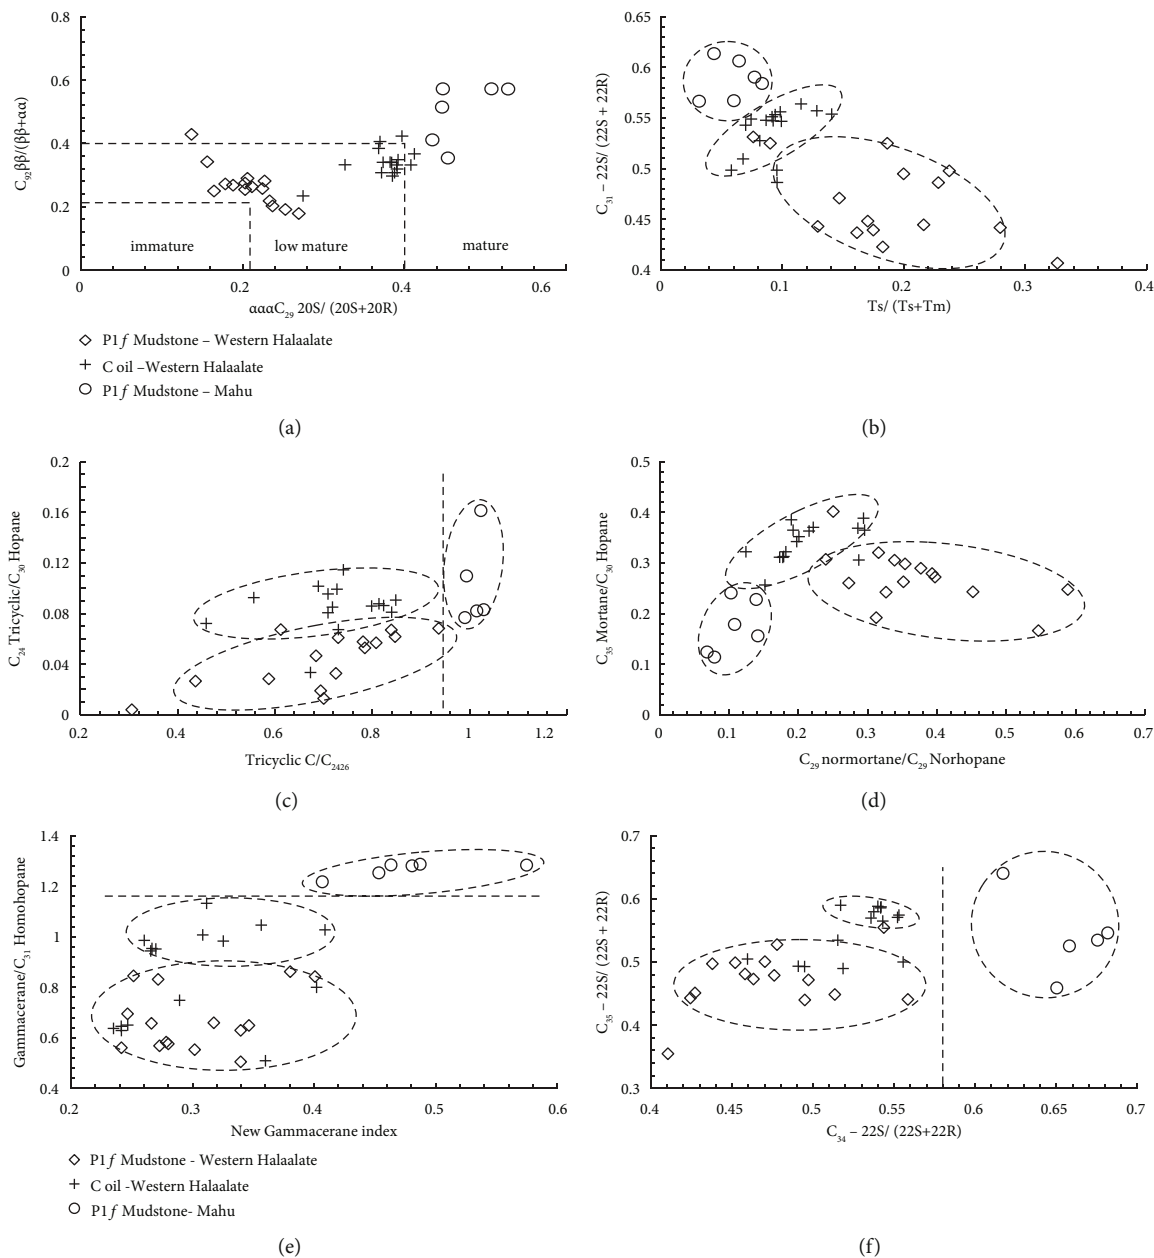 0.8
0.6
0.4
0.2
0
C₉₂ββ/(ββ+αα)
immature
low mature
mature
0
0.2
0.4
0.6
αααC₂₉ 20S/ (20S+20R)
P1f Mudstone – Western Halaalate
C oil –Western Halaalate
P1f Mudstone – Mahu
(a)
0.65
0.6
0.55
0.5
0.45
0.4
C₃₁ – 22S/ (22S + 22R)
0
0.1
0.2
0.3
0.4
Ts/ (Ts+Tm)
(b)
0.2
0.16
0.12
0.08
0.04
0
C₂₄ Tricyclic/C₃₀ Hopane
0.2
0.4
0.6
0.8
1
1.2
Tricyclic C/C₂₄₂₆
(c)
0.5
0.4
0.3
0.2
0.1
0
C₃₅ Mortane/C₃₀ Hopane
0
0.1
0.2
0.3
0.4
0.5
0.6
0.7
C₂₉ normortane/C₂₉ Norhopane
(d)
1.4
1.2
1
0.8
0.6
0.4
Gammacerane/C₃₁ Homohopane
0.2
0.3
0.4
0.5
0.6
New Gammacerane index
P1f Mudstone - Western Halaalate
C oil -Western Halaalate
P1f Mudstone- Mahu
(e)
0.7
0.6
0.5
0.4
0.3
C₃₅ – 22S/ (22S + 22R)
0.4
0.45
0.5
0.55
0.6
0.65
0.7
C₃₄ – 22S/ (22S+22R)
(f)